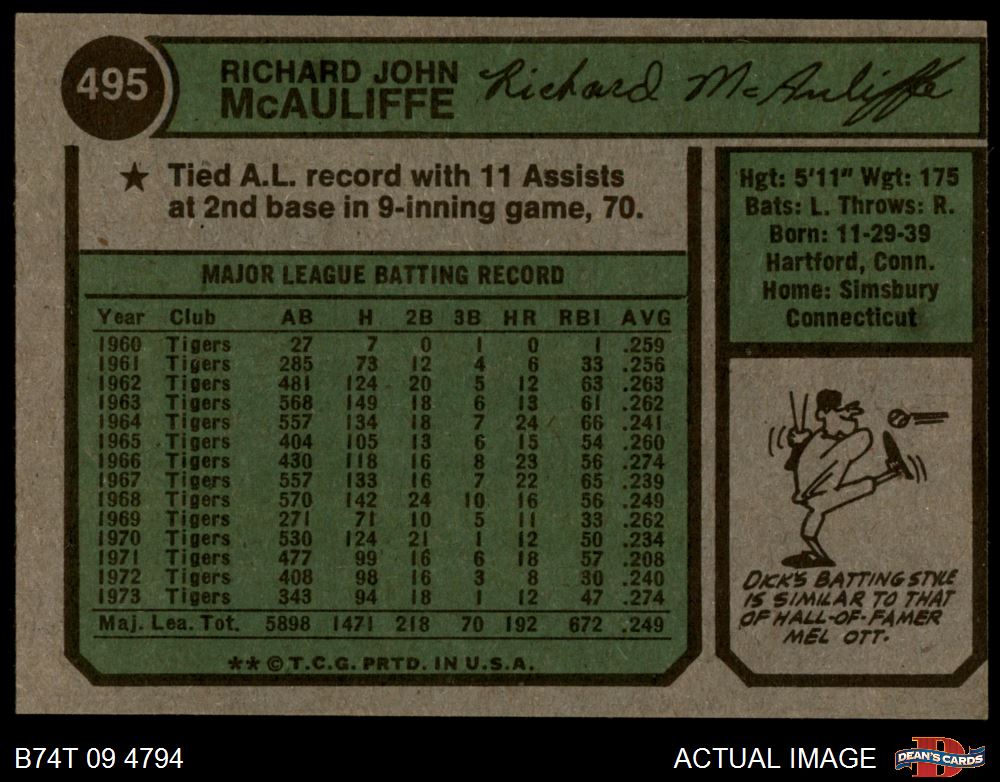 495
RICHARD JOHN
McAULIFFE
Richard McAuliffe
★ Tied A.L. record with 11 Assists
at 2nd base in 9-inning game, 70.
MAJOR LEAGUE BATTING RECORD
Year Club AB H 2B 3B HR RBI AVG
1960 Tigers 27 7 0 1 0 1 .259
1961 Tigers 285 73 12 4 6 33 .256
1962 Tigers 481 124 20 5 12 63 .263
1963 Tigers 568 149 18 6 13 61 .262
1964 Tigers 557 134 18 7 24 66 .241
1965 Tigers 404 105 13 6 15 54 .260
1966 Tigers 430 118 16 8 23 56 .274
1967 Tigers 557 133 16 7 22 65 .239
1968 Tigers 570 142 24 10 16 56 .249
1969 Tigers 271 71 10 5 11 33 .262
1970 Tigers 530 124 21 1 12 50 .234
1971 Tigers 477 99 16 6 18 57 .208
1972 Tigers 408 98 16 3 8 30 .240
1973 Tigers 343 94 18 1 12 47 .274
Maj. Lea. Tot. 5898 1471 218 70 192 672 .249
**©T.C.G. PRTD. IN U.S.A.
Hgt: 5'11" Wgt: 175
Bats: L. Throws: R.
Born: 11-29-39
Hartford, Conn.
Home: Simsbury
Connecticut
DICK'S BATTING STYLE
IS SIMILAR TO THAT
OF HALL-OF-FAMER
MEL OTT.
B74T 09 4794
ACTUAL IMAGE
D
DEAN'S CARDS